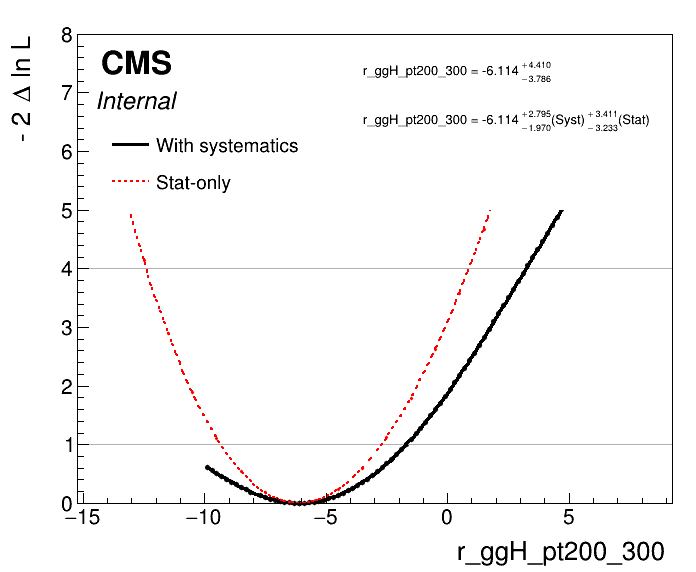 - 2 Δ ln L
8
7
6
5
4
3
2
1
0
CMS
Internal
With systematics
Stat-only
r_ggH_pt200_300 = -6.114 +4.410 −3.786
r_ggH_pt200_300 = -6.114 +2.795 −1.970 (Syst) +3.411 −3.233 (Stat)
−15 −10 −5 0 5
r_ggH_pt200_300